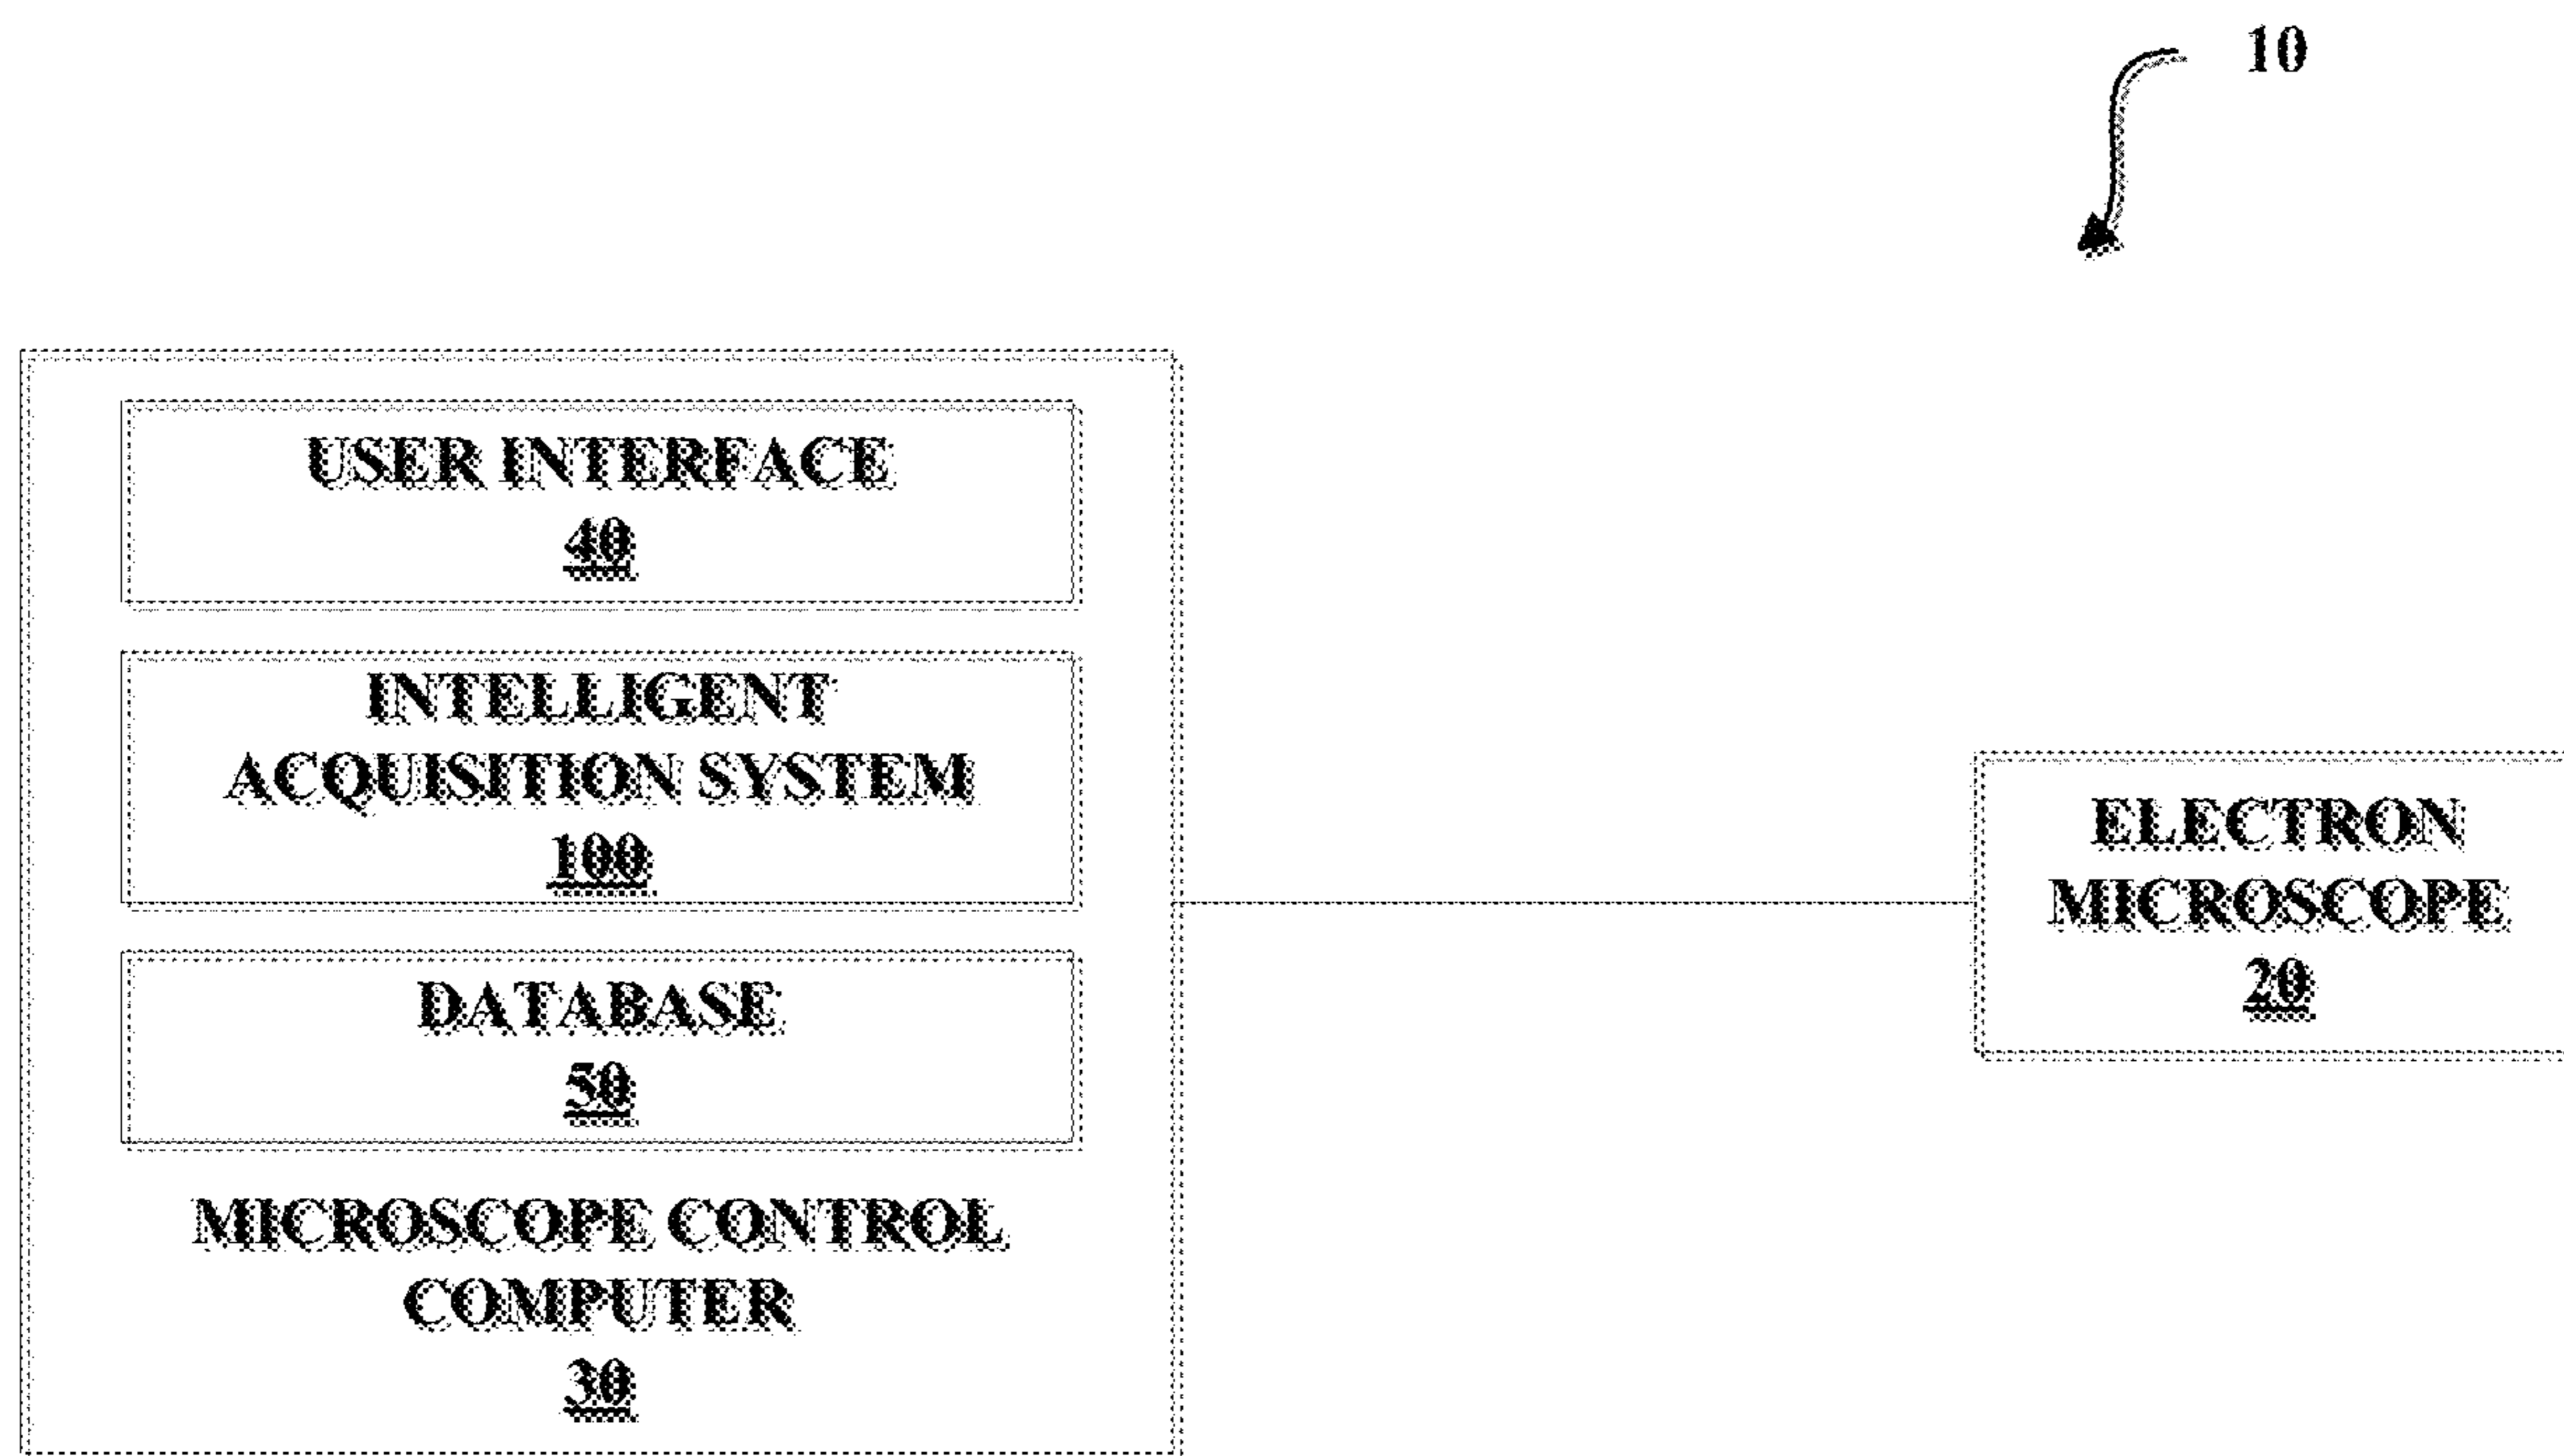 10
USER INTERFACE
40
INTELLIGENT
ACQUISITION SYSTEM
100
DATABASE
50
MICROSCOPE CONTROL
COMPUTER
30
ELECTRON
MICROSCOPE
20